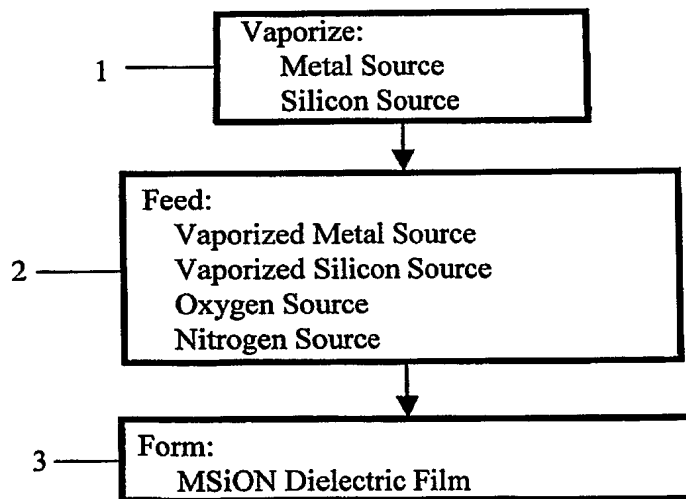 Vaporize:
1
Metal Source
Silicon Source
Feed:
Vaporized Metal Source
2
Vaporized Silicon Source
Oxygen Source
Nitrogen Source
Form:
3
MSiON Dielectric Film